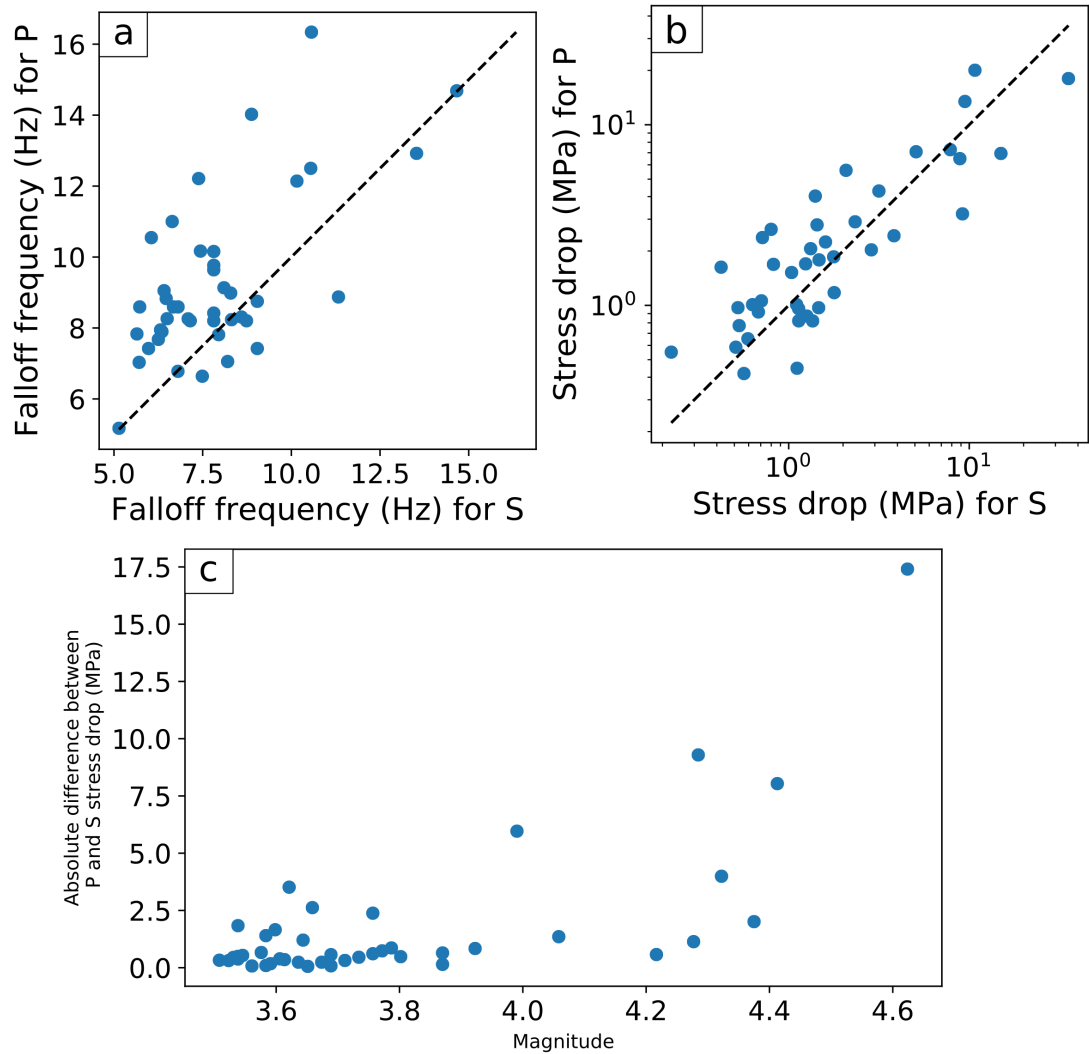 a
16
14
12
10
8
6
Falloff frequency (Hz) for P
5.0 7.5 10.0 12.5 15.0
Falloff frequency (Hz) for S
b
10¹
10⁰
Stress drop (MPa) for P
10⁰ 10¹
Stress drop (MPa) for S
c
17.5
15.0
12.5
10.0
7.5
5.0
2.5
0.0
Absolute difference between
P and S stress drop (MPa)
3.6 3.8 4.0 4.2 4.4 4.6
Magnitude